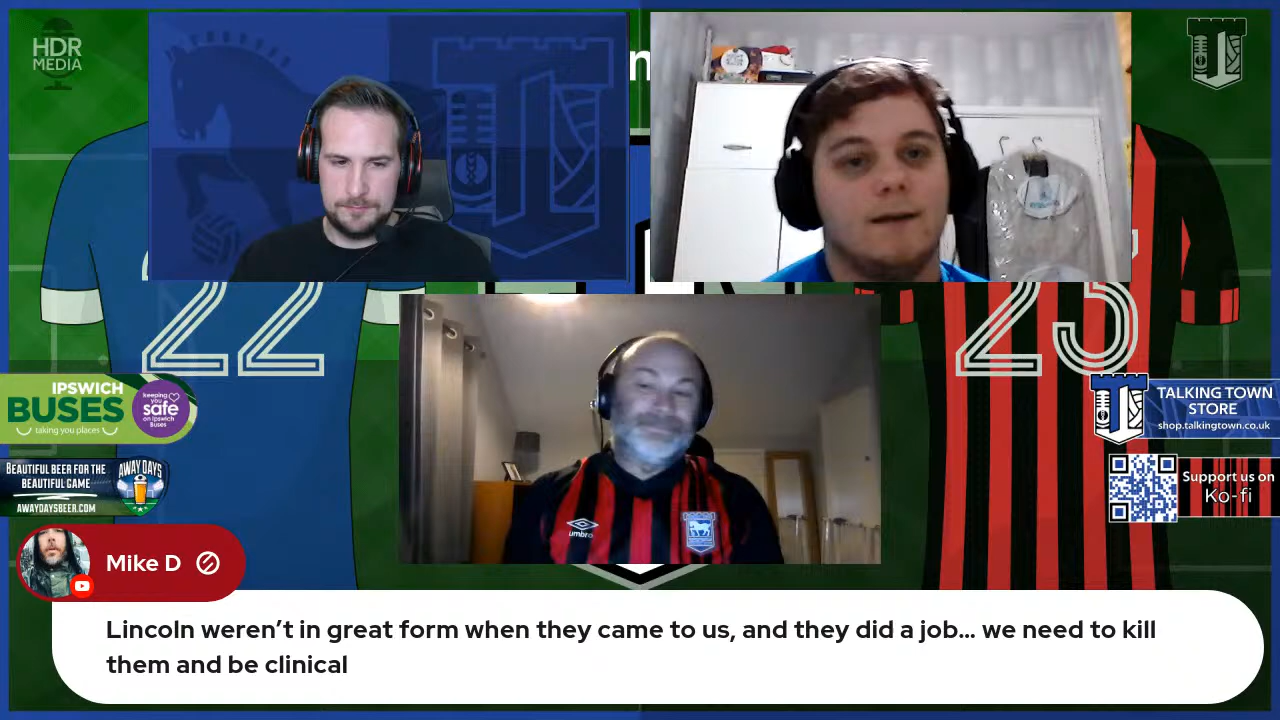 HDR
MEDIA
22
23
umbro
IPSWICH
BUSES
taking you places
keeping
you
safe
on Ipswich
Buses
BEAUTIFUL BEER FOR THE
BEAUTIFUL GAME
AWAYDAYSBEER.COM
AWAY DAYS
TALKING TOWN
STORE
shop.talkingtown.co.uk
Support us on
Ko-fi
Mike D
Lincoln weren’t in great form when they came to us, and they did a job... we need to kill
them and be clinical